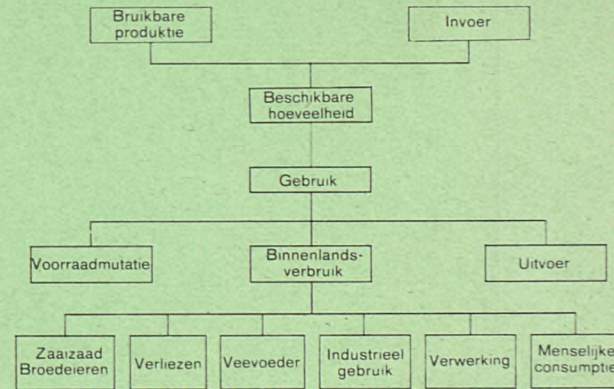 Bruikbare
produktie
Invoer
Beschikbare
hoeveelheid
Gebruik
Voorraadmutatie
Binnenlands-
verbruik
Uitvoer
Zaaizaad
Broedeieren
Verliezen
Veevoeder
Industrieel
gebruik
Verwerking
Menselijke
consumptie